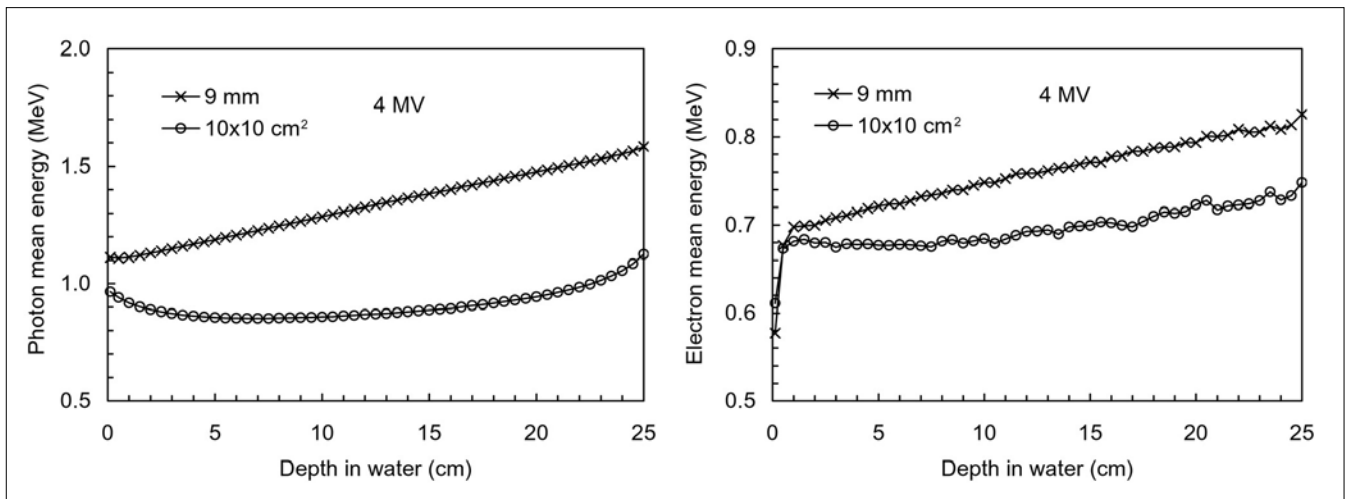 2.0
1.5
1.0
0.5
Photon mean energy (MeV)
9 mm
10x10 cm²
4 MV
0
5
10
15
20
25
Depth in water (cm)
0.9
0.8
0.7
0.6
0.5
Electron mean energy (MeV)
9 mm
10x10 cm²
4 MV
0
5
10
15
20
25
Depth in water (cm)